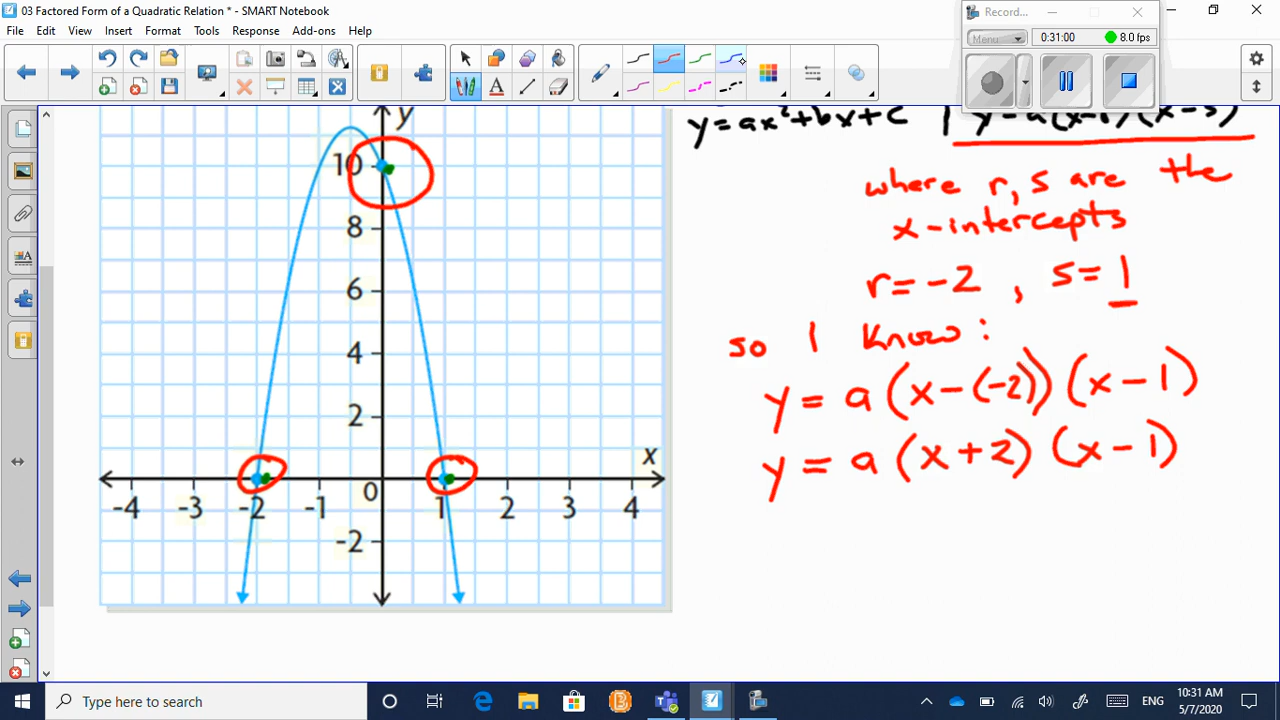 03 Factored Form of a Quadratic Relation * - SMART Notebook
Record...
File Edit View Insert Format Tools Response Add-ons Help
Menu 0:31:00 8.0 fps
y=ax²+bx+c | y=a(x-r)(x-s)
where r, s are the
x-intercepts
r=-2 , s=1
so I know:
y=a(x-(-2))(x-1)
y=a(x+2)(x-1)
y
10
8
6
4
2
x
-4 -3 -2 -1 0 1 2 3 4
-2
Type here to search
ENG
10:31 AM
5/7/2020